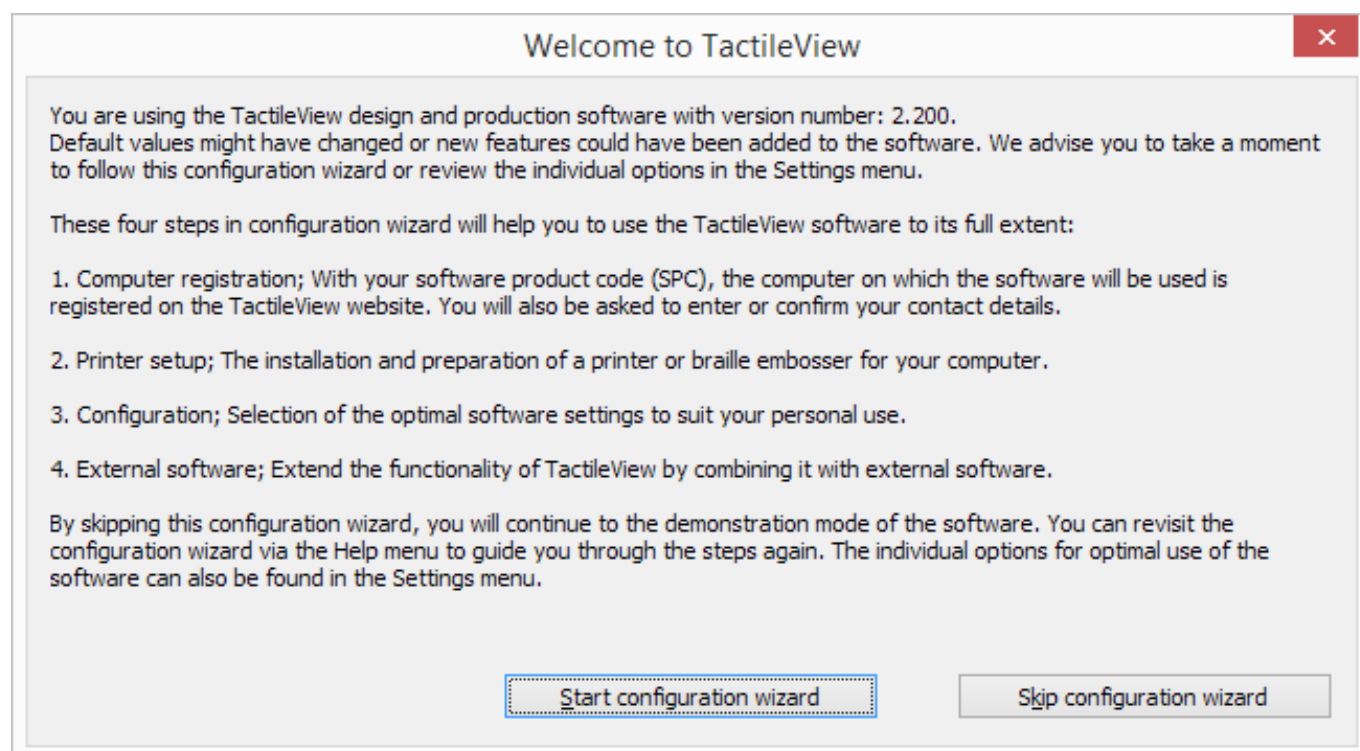 Welcome to TactileView
You are using the TactileView design and production software with version number: 2.200.
Default values might have changed or new features could have been added to the software. We advise you to take a moment
to follow this configuration wizard or review the individual options in the Settings menu.
These four steps in configuration wizard will help you to use the TactileView software to its full extent:
1. Computer registration; With your software product code (SPC), the computer on which the software will be used is
registered on the TactileView website. You will also be asked to enter or confirm your contact details.
2. Printer setup; The installation and preparation of a printer or braille embosser for your computer.
3. Configuration; Selection of the optimal software settings to suit your personal use.
4. External software; Extend the functionality of TactileView by combining it with external software.
By skipping this configuration wizard, you will continue to the demonstration mode of the software. You can revisit the
configuration wizard via the Help menu to guide you through the steps again. The individual options for optimal use of the
software can also be found in the Settings menu.
Start configuration wizard
Skip configuration wizard